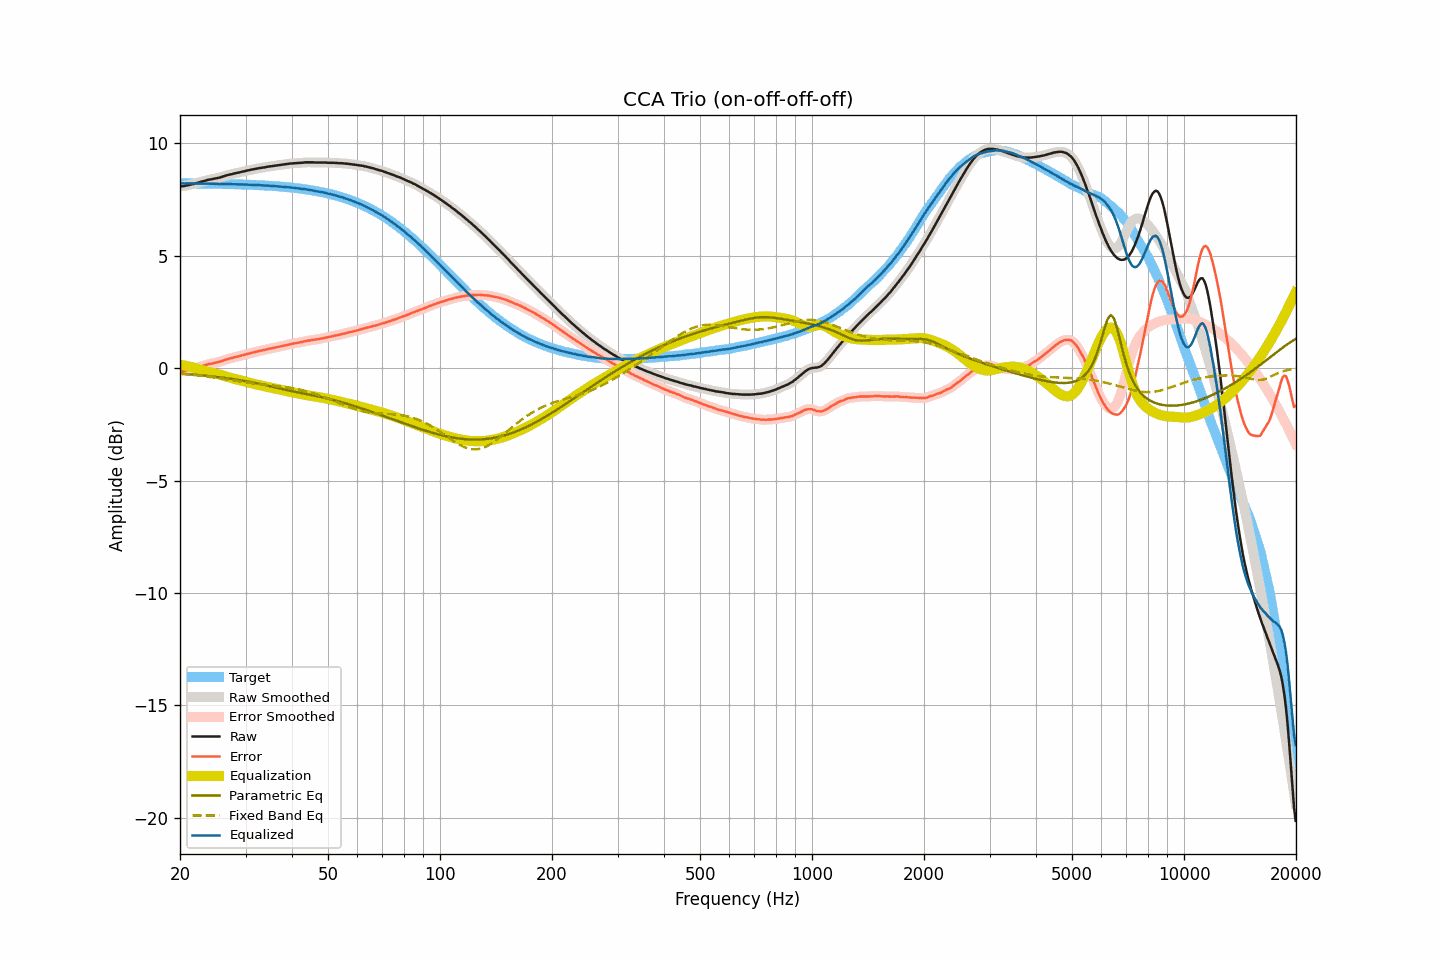 CCA Trio (on-off-off-off)
10
5
0
−5
−10
−15
−20
Amplitude (dBr)
Target
Raw Smoothed
Error Smoothed
Raw
Error
Equalization
Parametric Eq
Fixed Band Eq
Equalized
20 50 100 200 500 1000 2000 5000 10000 20000
Frequency (Hz)